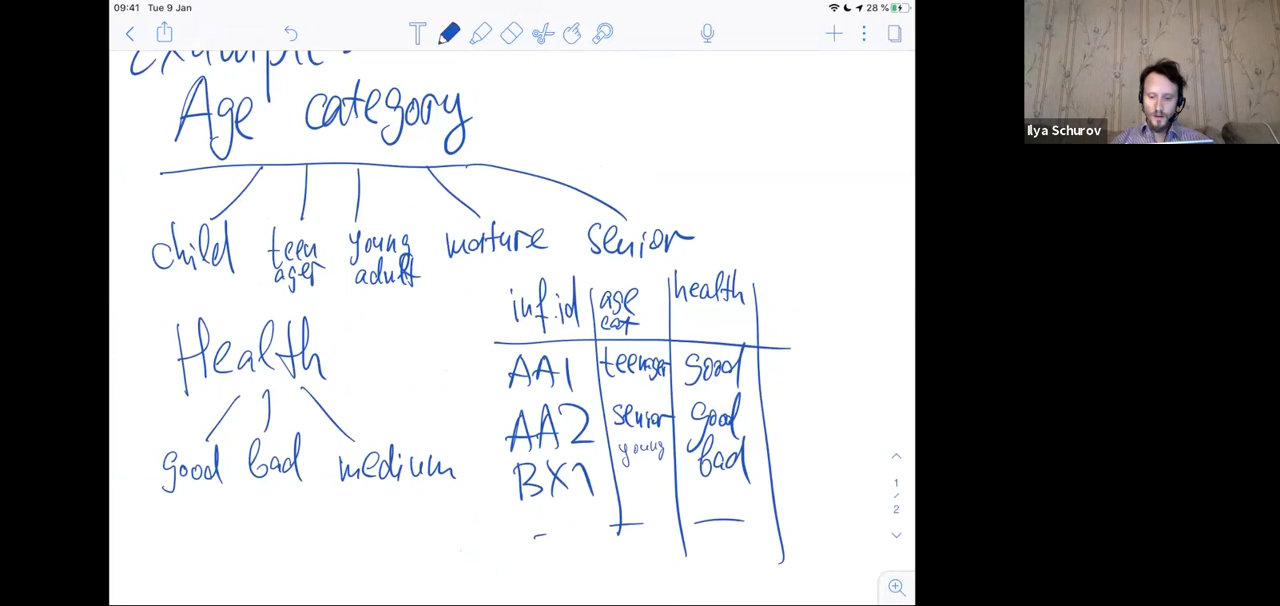 09:41 Tue 9 Jan
28 %
Example
Age category
child teen ager young adult mature senior
Health
good bad medium
inf.id age cat health
AA1 teenager good
AA2 senior good
BX1 young bad
1 / 2
Ilya Schurov